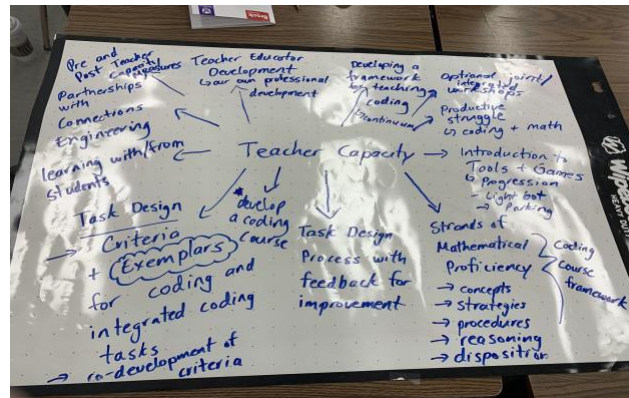 Pre and
Post Teacher
Capacity Measures
Partnerships
with
Connections
Engineering
learning with/from
students
Teacher Educator
Development
↳ our own professional
development
Developing a
framework
for teaching
coding
↳ continuum
Optional joint/
integrated
workshops
Productive
struggle
↳ coding + math
Teacher Capacity
→ Introduction to
Tools + Games
↳ Progression
- Light bot
→ Parking
Task Design
→ Criteria
+ Exemplars
for coding and
integrated coding
tasks
→ co-development of
criteria
* develop
a coding
course
Task Design
Process with
feedback for
improvement
Strands of
Mathematical
Proficiency
→ concepts
→ strategies
→ procedures
→ reasoning
→ disposition
Coding
Course
framework